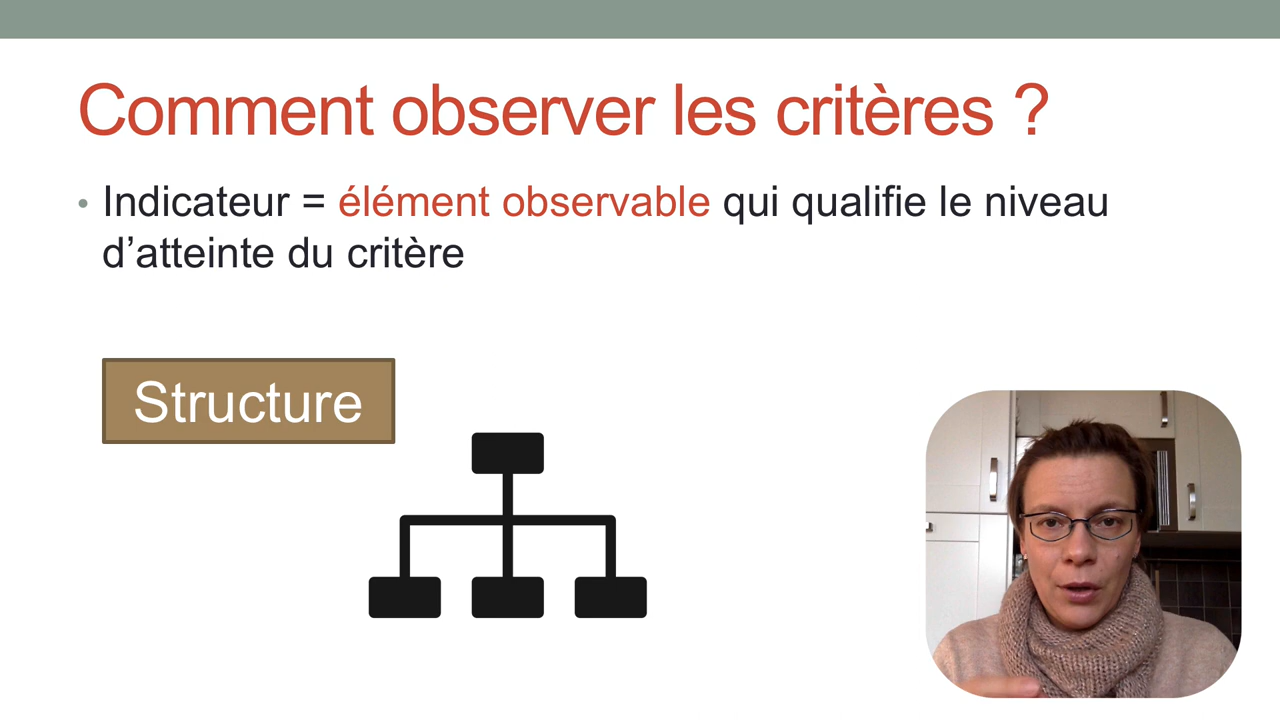 Comment observer les critères ?
• Indicateur = élément observable qui qualifie le niveau
d’atteinte du critère
Structure